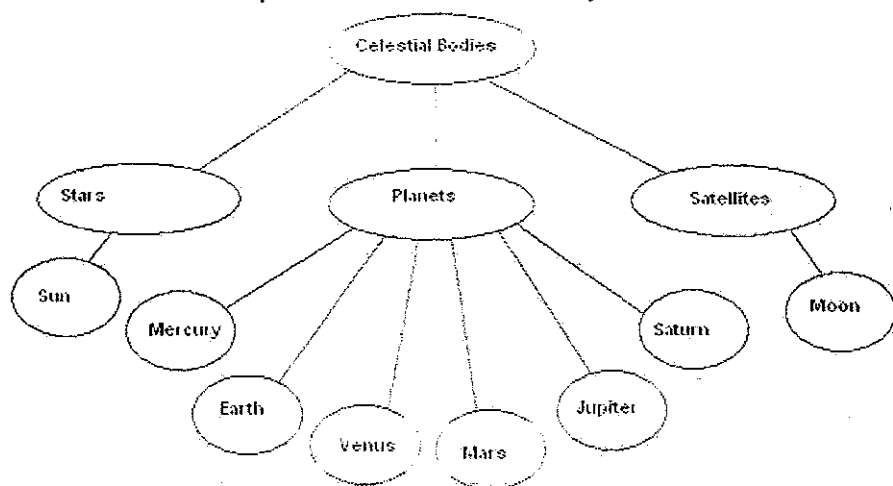 Celestial Bodies
Stars
Planets
Satellites
Sun
Mercury
Earth
Venus
Mars
Jupiter
Saturn
Moon